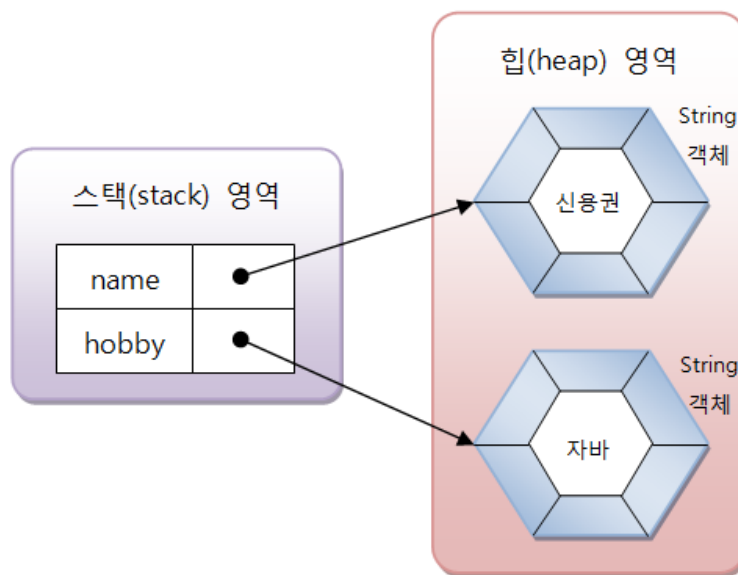 스택(stack) 영역
name
hobby
힙(heap) 영역
String
객체
신용권
String
객체
자바